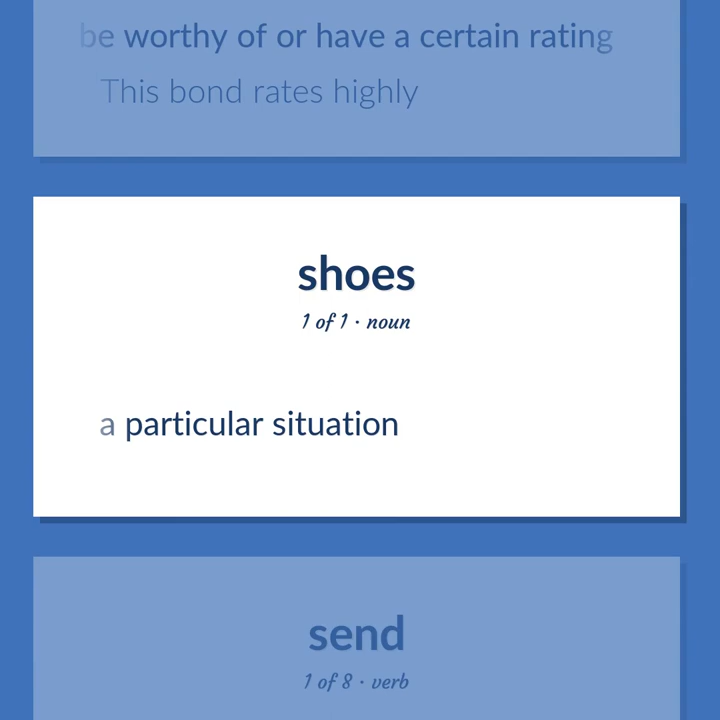 be worthy of or have a certain rating
This bond rates highly
shoes
1 of 1 · noun
a particular situation
send
1 of 8 · verb